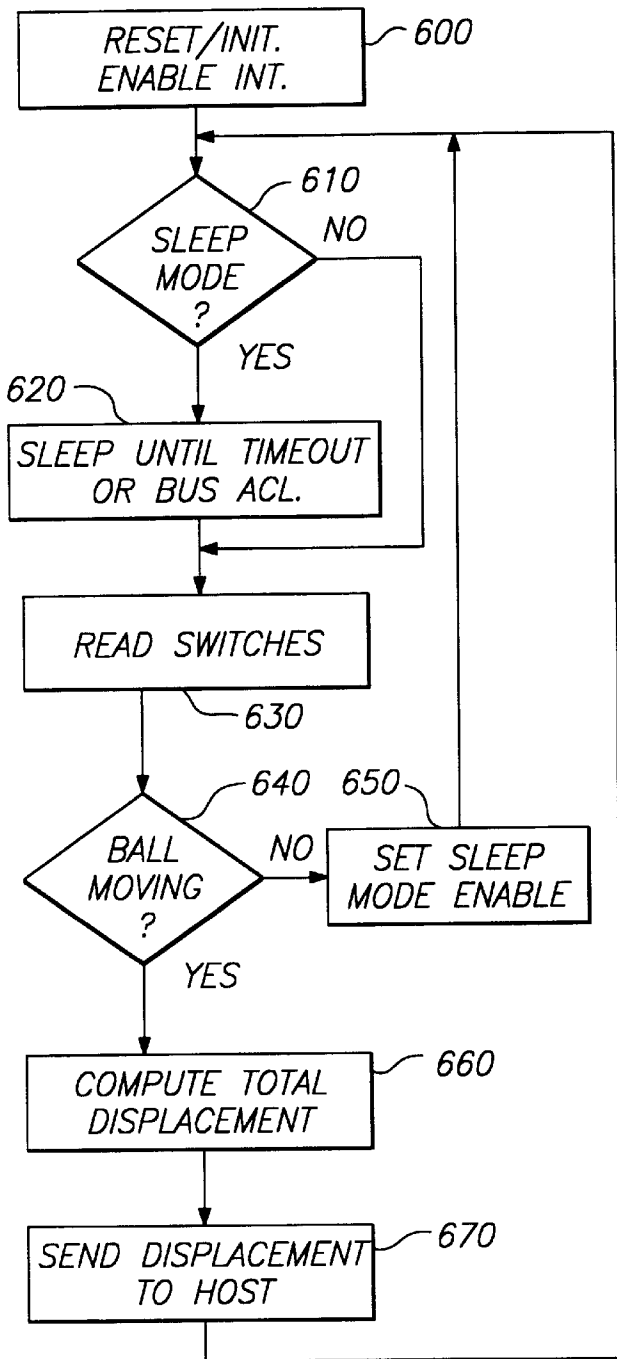 RESET/INIT.
ENABLE INT.
600
610
SLEEP
MODE
?
NO
YES
620
SLEEP UNTIL TIMEOUT
OR BUS ACL.
READ SWITCHES
630
640
BALL
MOVING
?
NO
650
SET SLEEP
MODE ENABLE
YES
COMPUTE TOTAL
DISPLACEMENT
660
SEND DISPLACEMENT
TO HOST
670